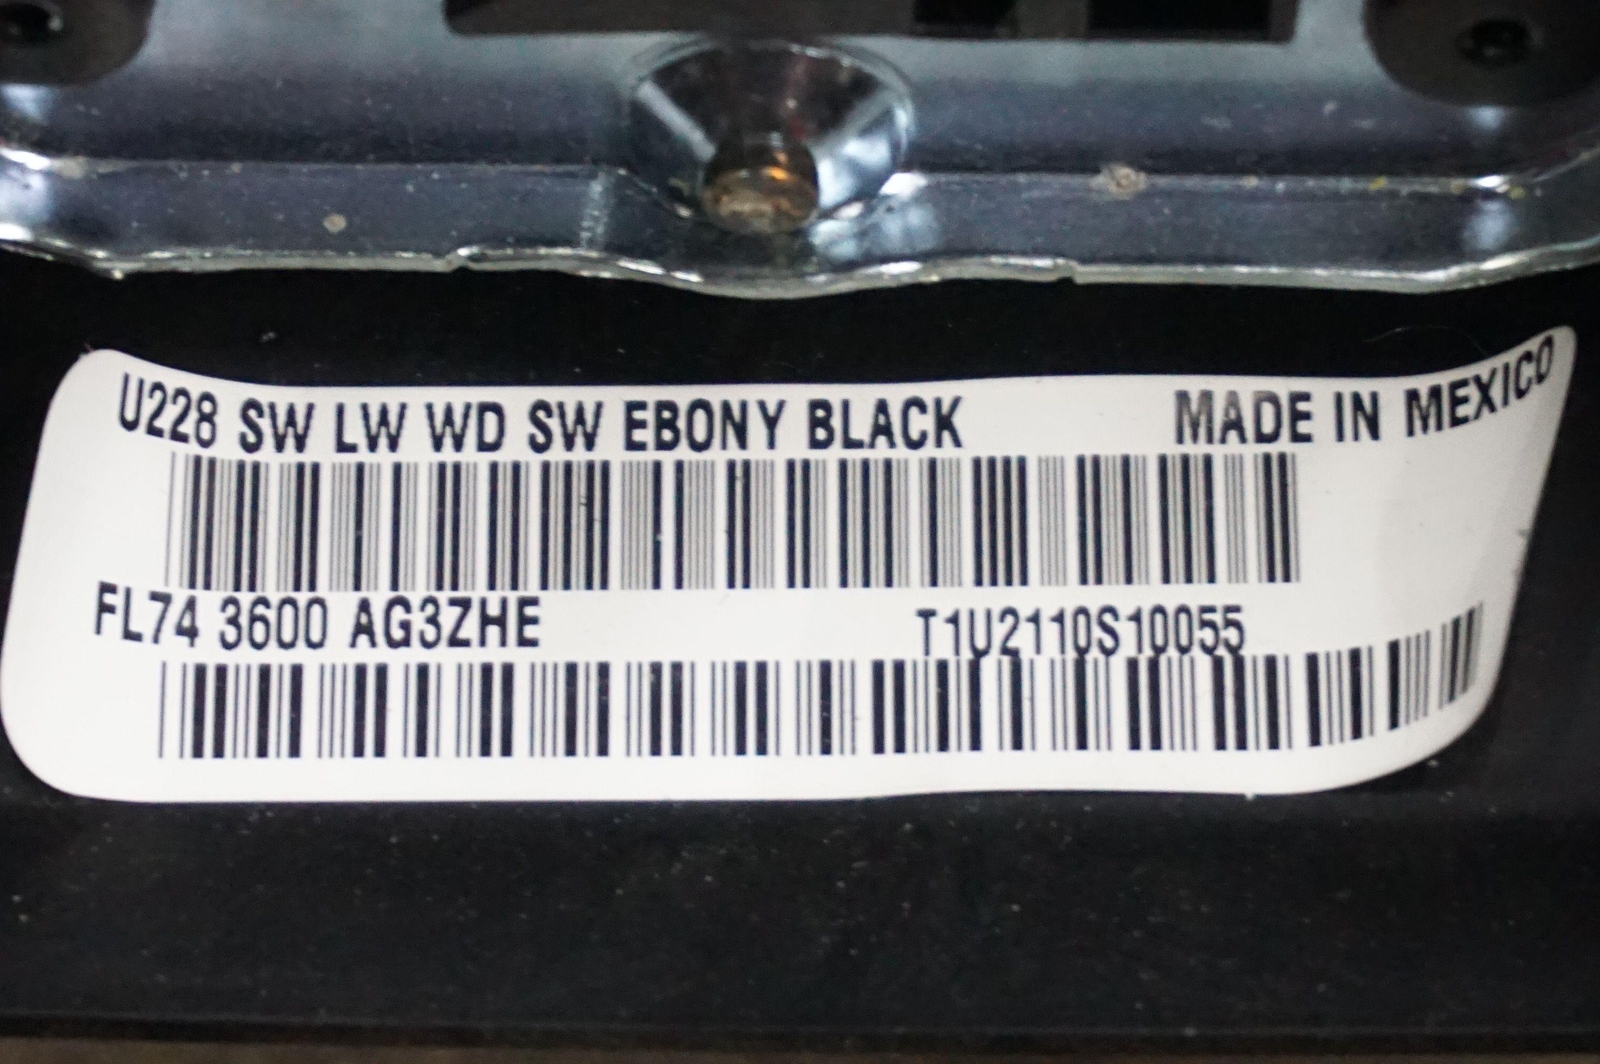 U228 SW LW WD SW EBONY BLACK MADE IN MEXICO
FL74 3600 AG3ZHE T1U2110S10055